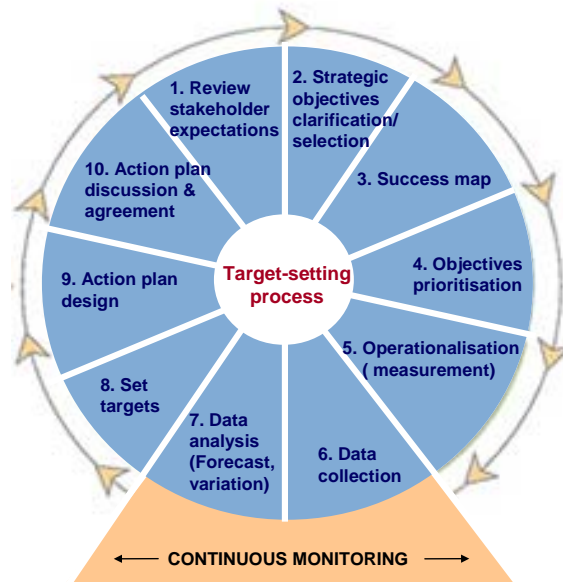 1. Review
stakeholder
expectations
2. Strategic
objectives
clarification/
selection
3. Success map
4. Objectives
prioritisation
5. Operationalisation
( measurement)
6. Data
collection
7. Data
analysis
(Forecast,
variation)
8. Set
targets
9. Action plan
design
10. Action plan
discussion &
agreement
Target-setting
process
CONTINUOUS MONITORING